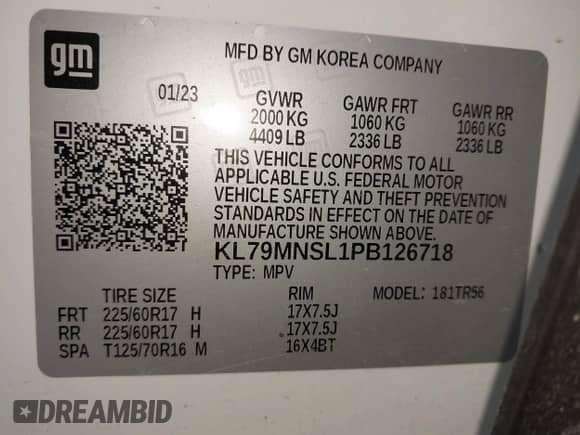 gm
MFD BY GM KOREA COMPANY
01/23 GVWR GAWR FRT GAWR RR
2000 KG 1060 KG 1060 KG
4409 LB 2336 LB 2336 LB
THIS VEHICLE CONFORMS TO ALL
APPLICABLE U.S. FEDERAL MOTOR
VEHICLE SAFETY AND THEFT PREVENTION
STANDARDS IN EFFECT ON THE DATE OF
MANUFACTURE SHOWN ABOVE.
KL79MNSL1PB126718
TYPE: MPV MODEL: 181TR56
TIRE SIZE RIM
FRT 225/60R17 H 17X7.5J
RR 225/60R17 H 17X7.5J
SPA T125/70R16 M 16X4BT
DREAMBID